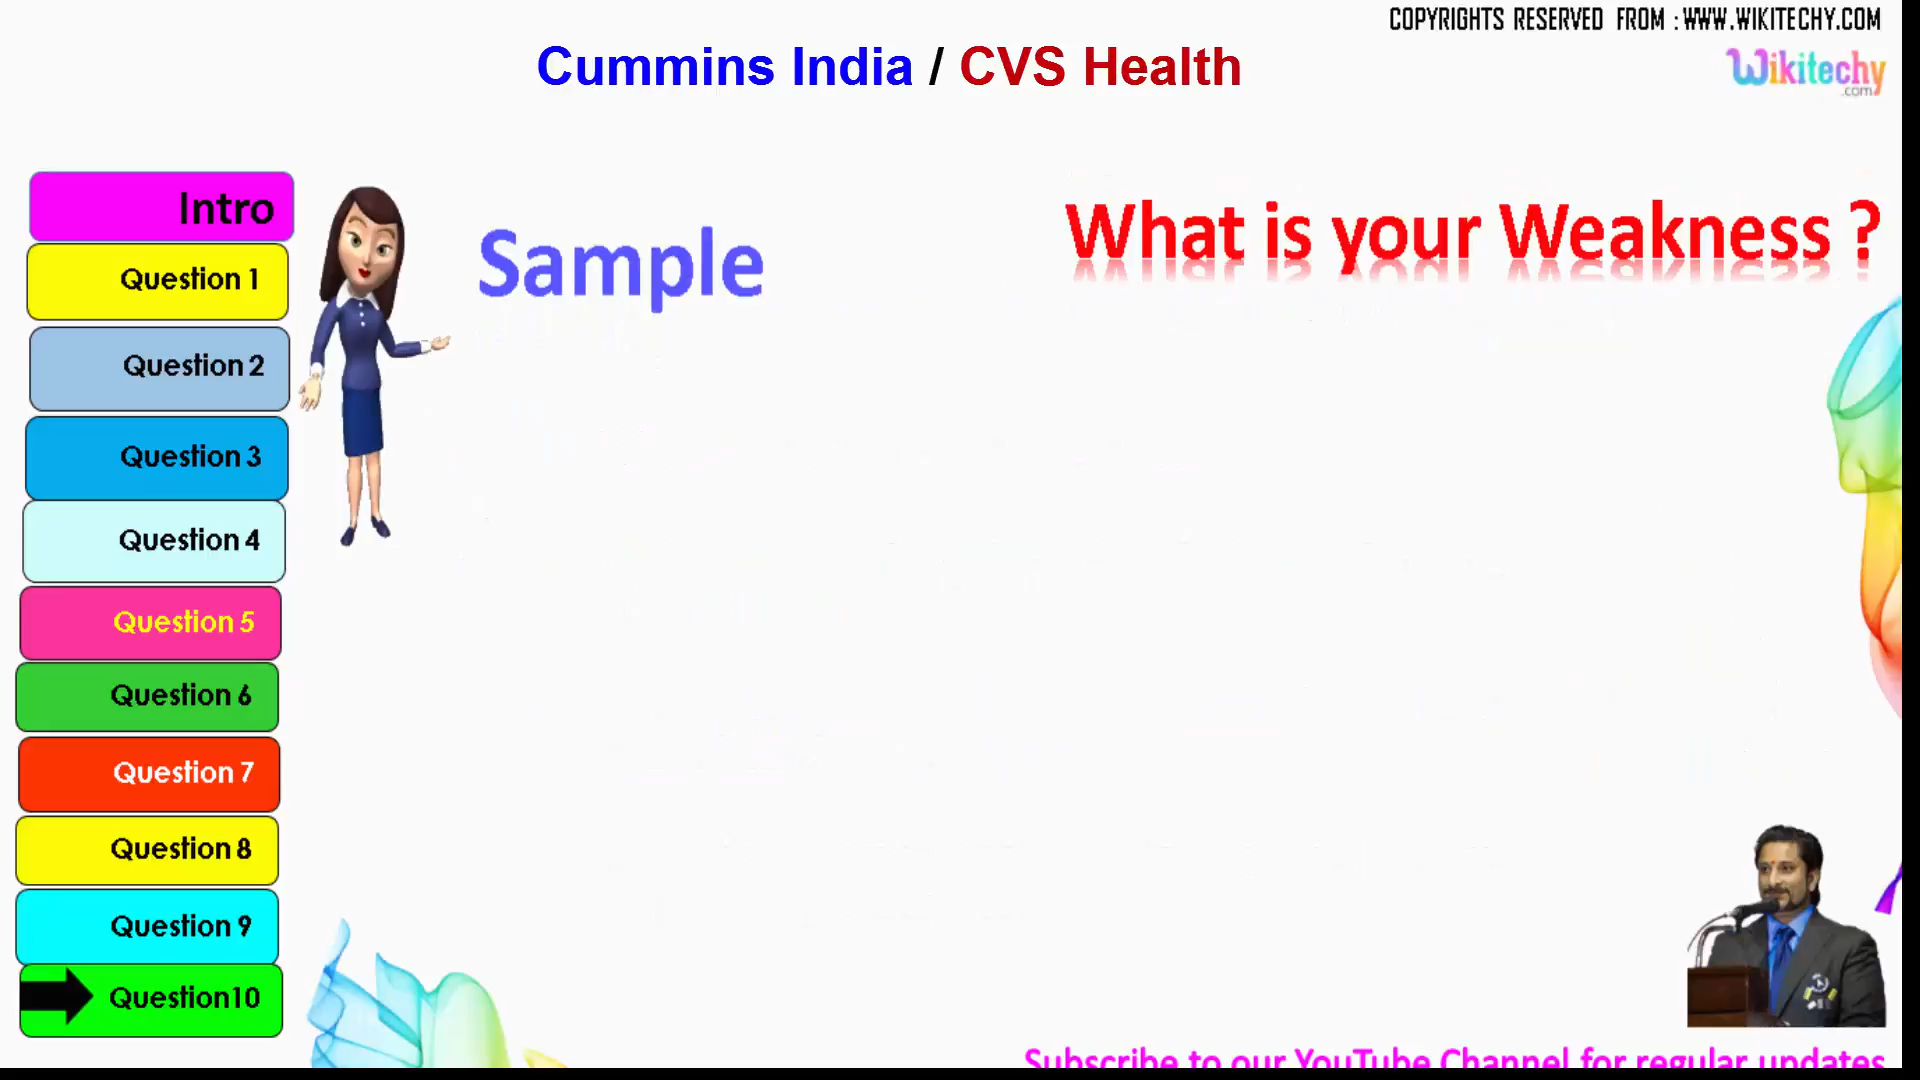 COPYRIGHTS RESERVED FROM : WWW.WIKITECHY.COM
Cummins India / CVS Health
Wikitechy
.com
Intro
What is your Weakness ?
Sample
Question 1
Question 2
Question 3
Question 4
Question 5
Question 6
Question 7
Question 8
Question 9
Question10
Subscribe to our YouTube Channel for regular updates